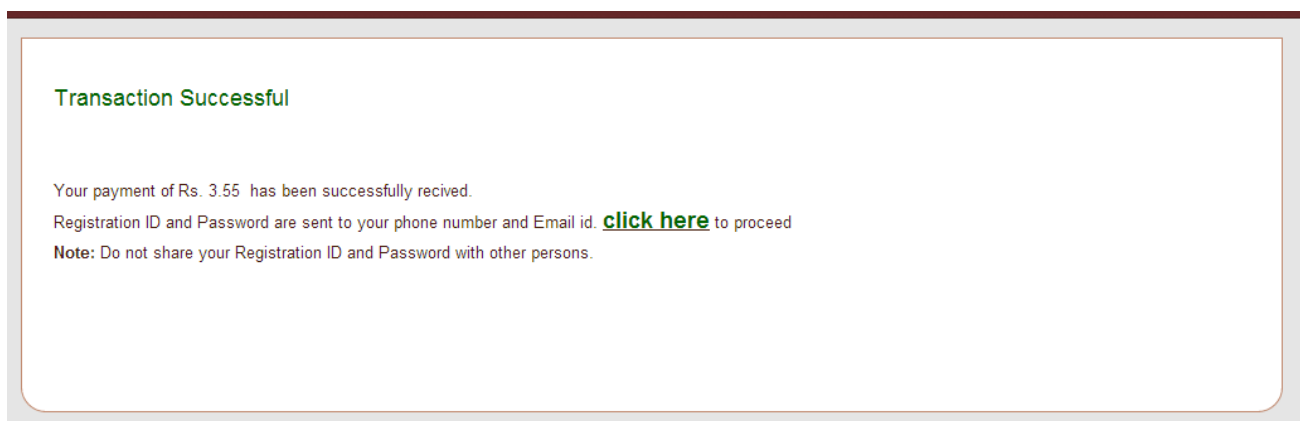 Transaction Successful
Your payment of Rs. 3.55 has been successfully recived.
Registration ID and Password are sent to your phone number and Email id. click here to proceed
Note: Do not share your Registration ID and Password with other persons.